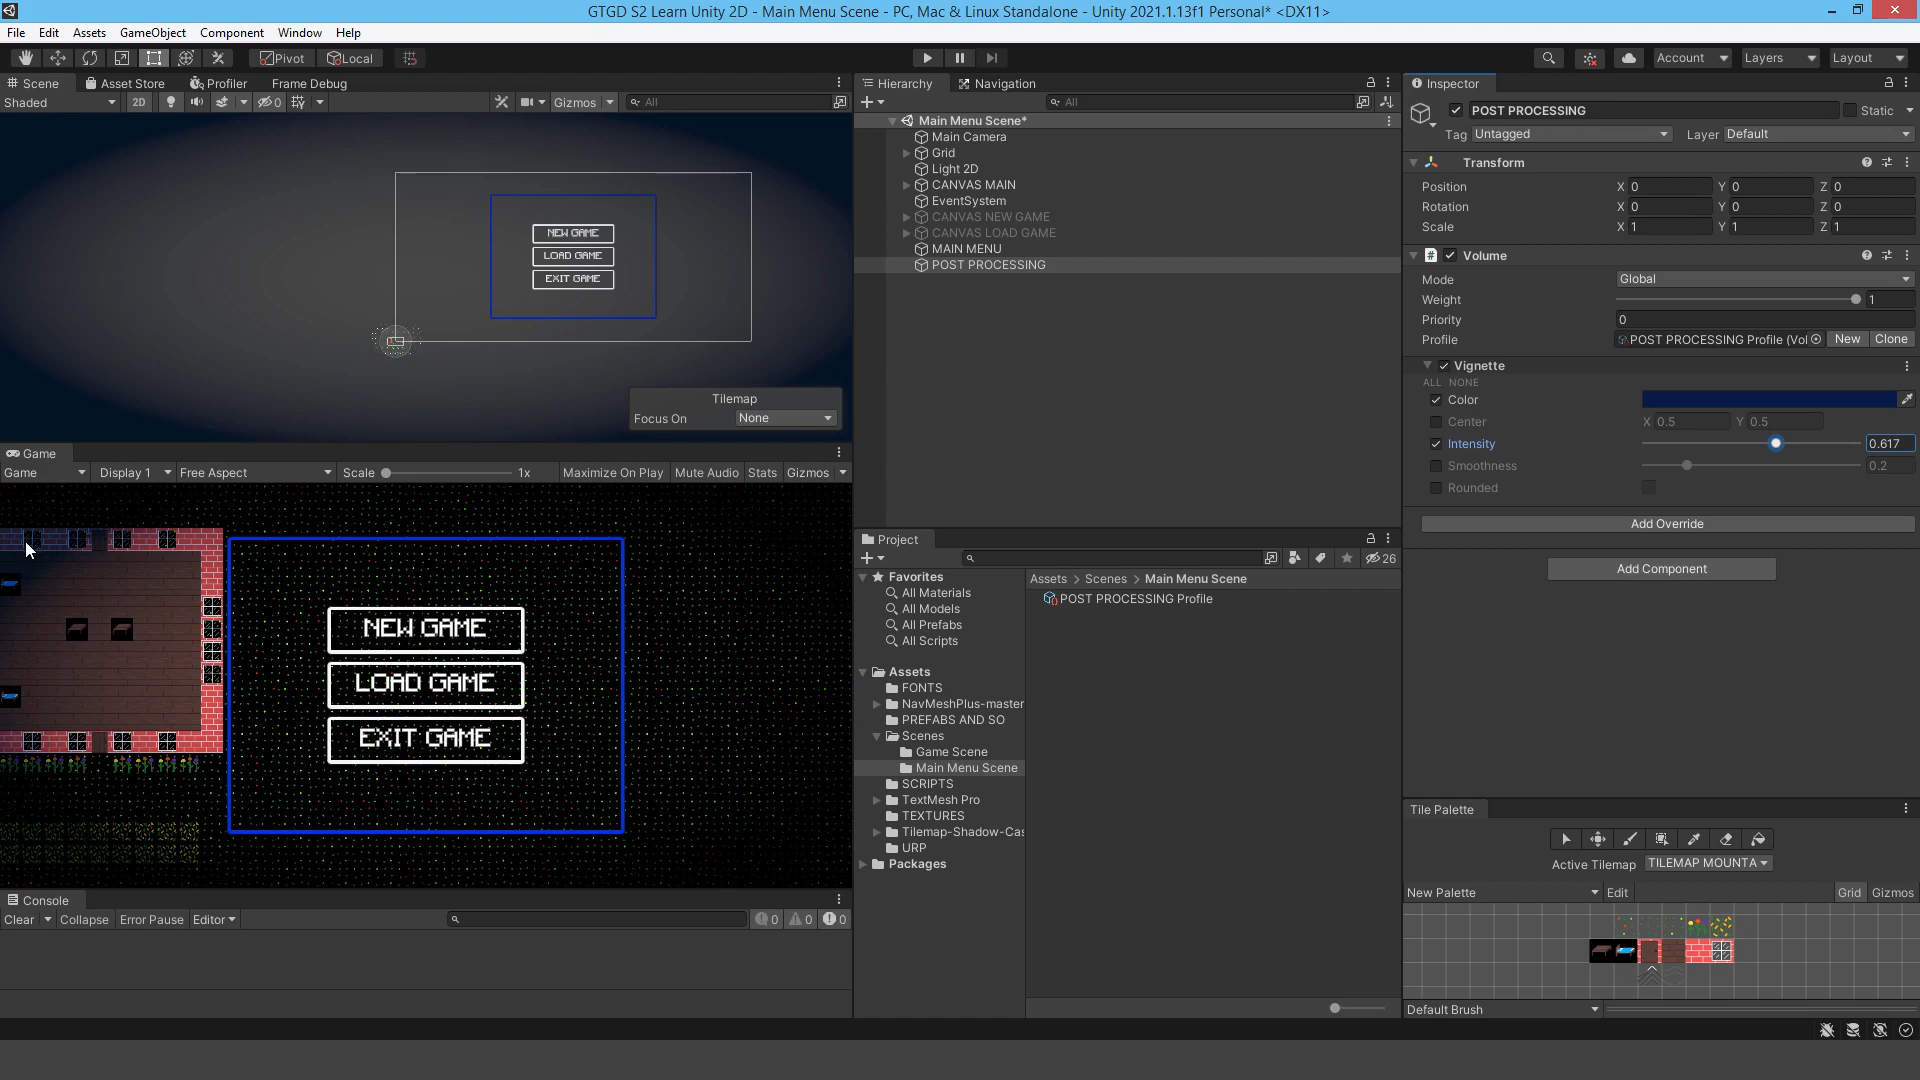 GTGD S2 Learn Unity 2D - Main Menu Scene - PC, Mac & Linux Standalone - Unity 2021.1.13f1 Personal* <DX11>
File Edit Assets GameObject Component Window Help
Pivot Local Account Layers Layout
Scene Asset Store Profiler Frame Debug
Shaded 2D 0 Gizmos All
NEW GAME
LOAD GAME
EXIT GAME
Tilemap
Focus On None
Game
Game Display 1 Free Aspect Scale 1x Maximize On Play Mute Audio Stats Gizmos
NEW GAME
LOAD GAME
EXIT GAME
Console
Clear Collapse Error Pause Editor 0 0 0
Hierarchy Navigation
All
Main Menu Scene*
Main Camera
Grid
Light 2D
CANVAS MAIN
EventSystem
CANVAS NEW GAME
CANVAS LOAD GAME
MAIN MENU
POST PROCESSING
Project
26
Favorites
All Materials
All Models
All Prefabs
All Scripts
Assets
FONTS
NavMeshPlus-master
PREFABS AND SO
Scenes
Game Scene
Main Menu Scene
SCRIPTS
TextMesh Pro
TEXTURES
Tilemap-Shadow-Cas
URP
Packages
Assets > Scenes > Main Menu Scene
POST PROCESSING Profile
Inspector
POST PROCESSING Static
Tag Untagged Layer Default
Transform
Position X 0 Y 0 Z 0
Rotation X 0 Y 0 Z 0
Scale X 1 Y 1 Z 1
Volume
Mode Global
Weight 1
Priority 0
Profile POST PROCESSING Profile (Vol New Clone
Vignette
ALL NONE
Color
Center X 0.5 Y 0.5
Intensity 0.617
Smoothness 0.2
Rounded
Add Override
Add Component
Tile Palette
Active Tilemap TILEMAP MOUNTA
New Palette Edit Grid Gizmos
Default Brush